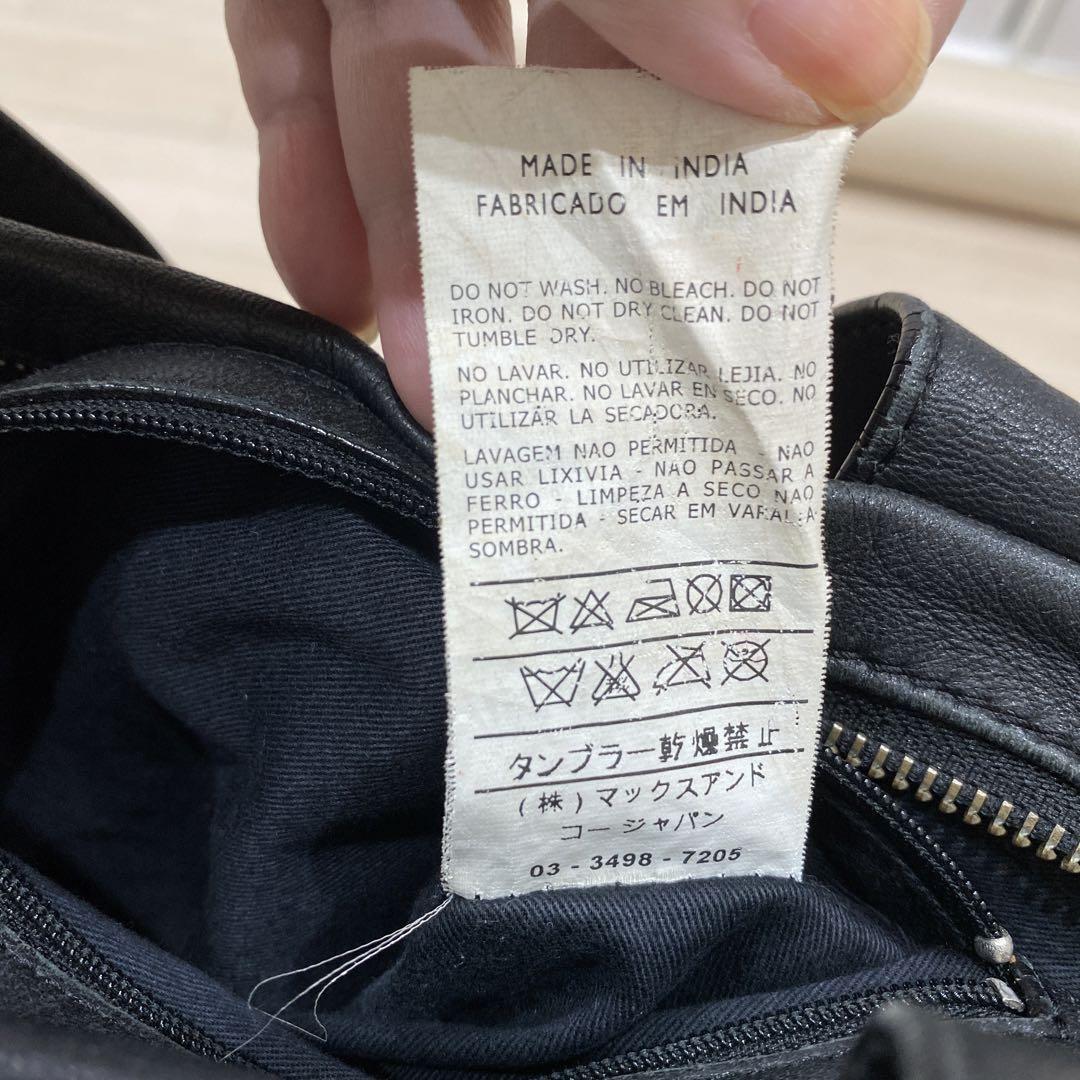 MADE IN INDIA
FABRICADO EM INDIA
DO NOT WASH. NO BLEACH. DO NOT
IRON. DO NOT DRY CLEAN. DO NOT
TUMBLE DRY.
NO LAVAR. NO UTILIZAR LEJIA. NO
PLANCHAR. NO LAVAR EN SECO. NO
UTILIZAR LA SECADORA.
LAVAGEM NAO PERMITIDA - NAO
USAR LIXIVIA - NAO PASSAR A
FERRO - LIMPEZA A SECO NAO
PERMITIDA - SECAR EM VARAL A
SOMBRA.
タンブラー乾燥禁止
(株)マックスアンド
コージャパン
03 - 3498 - 7205